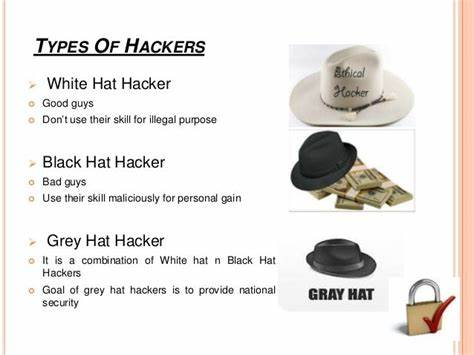 TYPES OF HACKERS
White Hat Hacker
Good guys
Don't use their skill for illegal purpose
Ethical
Hacker
Black Hat Hacker
Bad guys
Use their skill maliciously for personal gain
Grey Hat Hacker
It is a combination of White hat n Black Hat
Hackers
Goal of grey hat hackers is to provide national
security
GRAY HAT